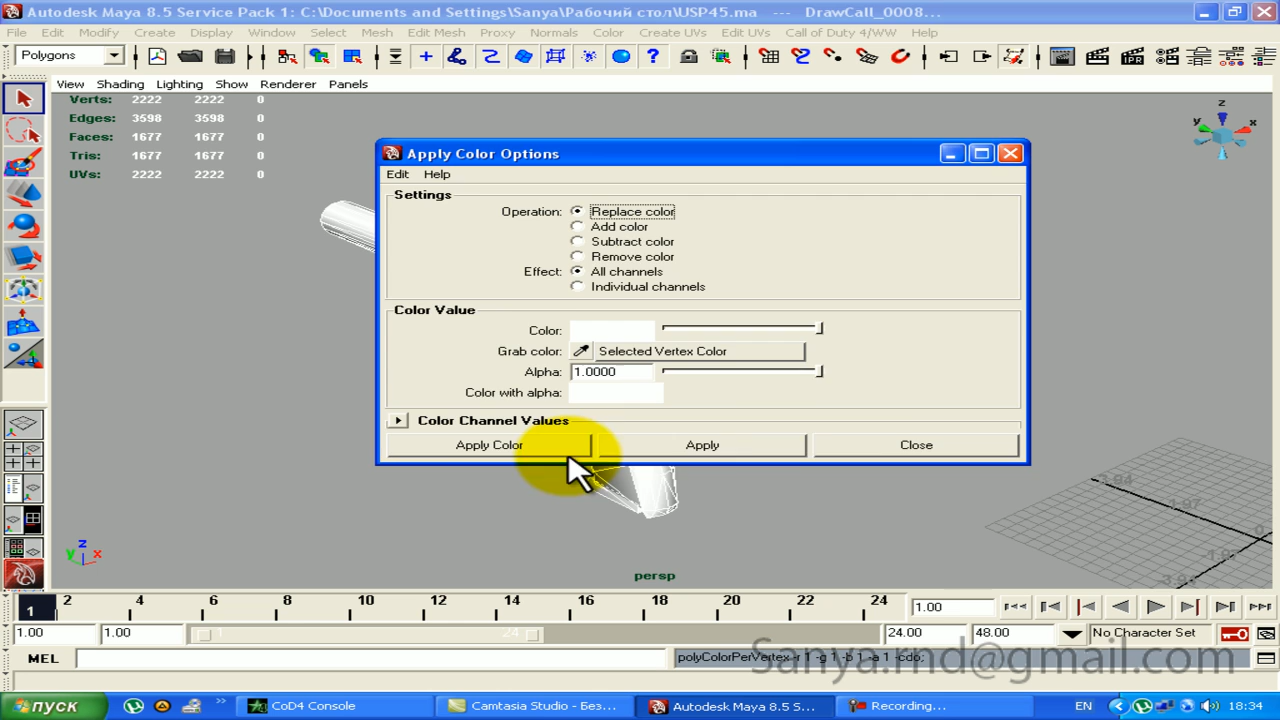 Autodesk Maya 8.5 Service Pack 1: C:\Documents and Settings\Sanya\Рабочий стол\USP45.ma --- DrawCall_0008...
File Edit Modify Create Display Window Select Mesh Edit Mesh Proxy Normals Color Create UVs Edit UVs Call of Duty 4/WW Help
Polygons
IPR
View Shading Lighting Show Renderer Panels
Verts: 2222 2222 0
Edges: 3598 3598 0
Faces: 1677 1677 0
Tris: 1677 1677 0
UVs: 2222 2222 0
z
y x
Apply Color Options
Edit Help
Settings
Operation: Replace color
Add color
Subtract color
Remove color
Effect: All channels
Individual channels
Color Value
Color:
Grab color: Selected Vertex Color
Alpha: 1.0000
Color with alpha:
Color Channel Values
Apply Color Apply Close
z
y x
persp
1 2 4 6 8 10 12 14 16 18 20 22 24 1.00
1.00 1.00 1 24 24.00 48.00 No Character Set
MEL polyColorPerVertex -r 1 -g 1 -b 1 -a 1 -cdo;
Sanya.rnd@gmail.com
пуск CoD4 Console Camtasia Studio - Без... Autodesk Maya 8.5 S... Recording... EN 18:34